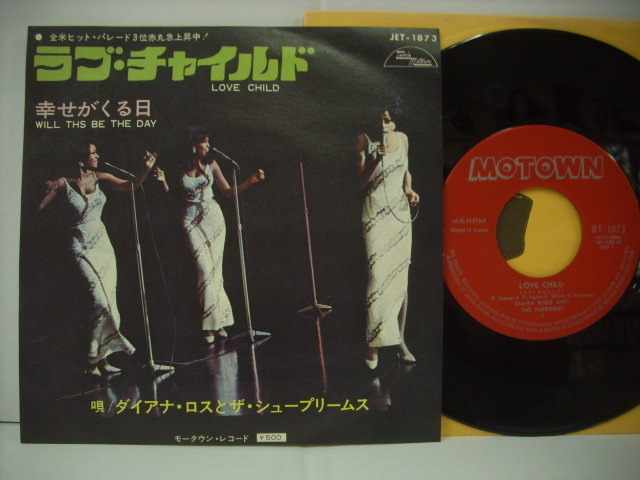 ● 全米ヒット・パレード3位赤丸急上昇中!
JET-1873
Tamla Motown
ラブ・チャイルド
LOVE CHILD
幸せがくる日
WILL THS BE THE DAY
唄/ダイアナ・ロスとザ・シュープリームス
モータウン・レコード ¥500
MOTOWN
45RPM
Made in Japan
JET-1873
LOVE CHILD
DIANA ROSS AND
THE SUPREMES